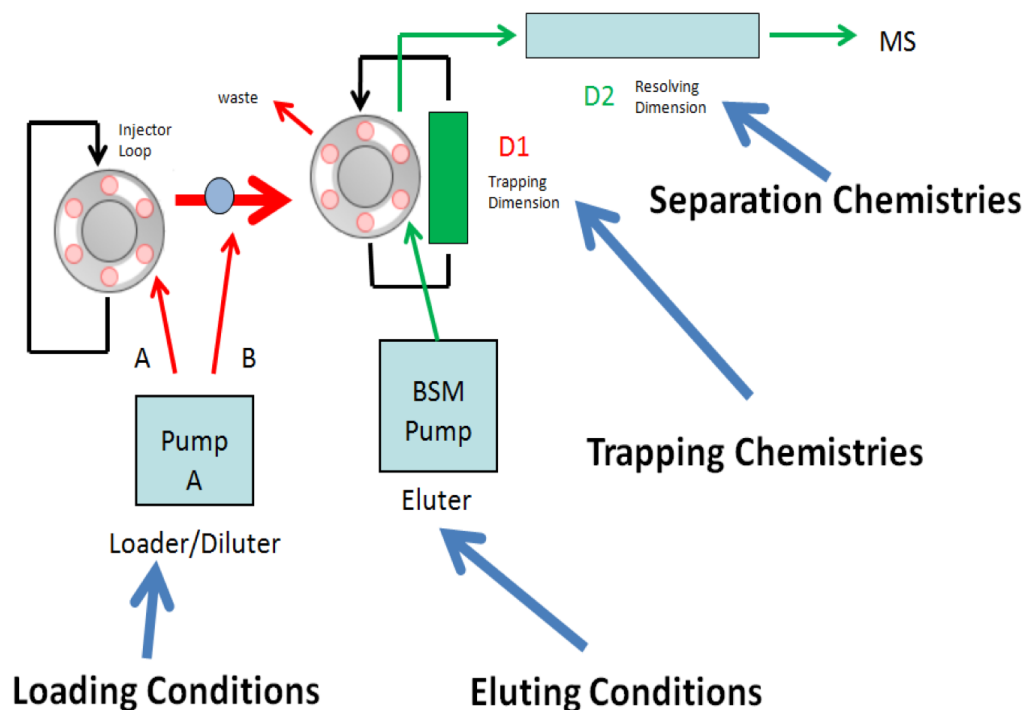 MS
D2
Resolving
Dimension
waste
Injector
Loop
D1
Trapping
Dimension
Separation Chemistries
A
B
BSM
Pump
Pump
A
Trapping Chemistries
Eluter
Loader/Diluter
Loading Conditions
Eluting Conditions